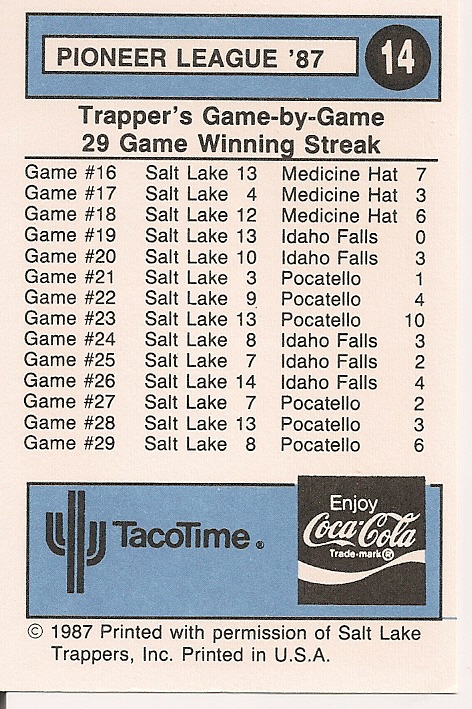 PIONEER LEAGUE '87 14
Trapper's Game-by-Game
29 Game Winning Streak
Game #16 Salt Lake 13 Medicine Hat 7
Game #17 Salt Lake 4 Medicine Hat 3
Game #18 Salt Lake 12 Medicine Hat 6
Game #19 Salt Lake 13 Idaho Falls 0
Game #20 Salt Lake 10 Idaho Falls 3
Game #21 Salt Lake 3 Pocatello 1
Game #22 Salt Lake 9 Pocatello 4
Game #23 Salt Lake 13 Pocatello 10
Game #24 Salt Lake 8 Idaho Falls 3
Game #25 Salt Lake 7 Idaho Falls 2
Game #26 Salt Lake 14 Idaho Falls 4
Game #27 Salt Lake 7 Pocatello 2
Game #28 Salt Lake 13 Pocatello 3
Game #29 Salt Lake 8 Pocatello 6
TacoTime®
Enjoy
Coca-Cola
Trade-mark®
© 1987 Printed with permission of Salt Lake
Trappers, Inc. Printed in U.S.A.